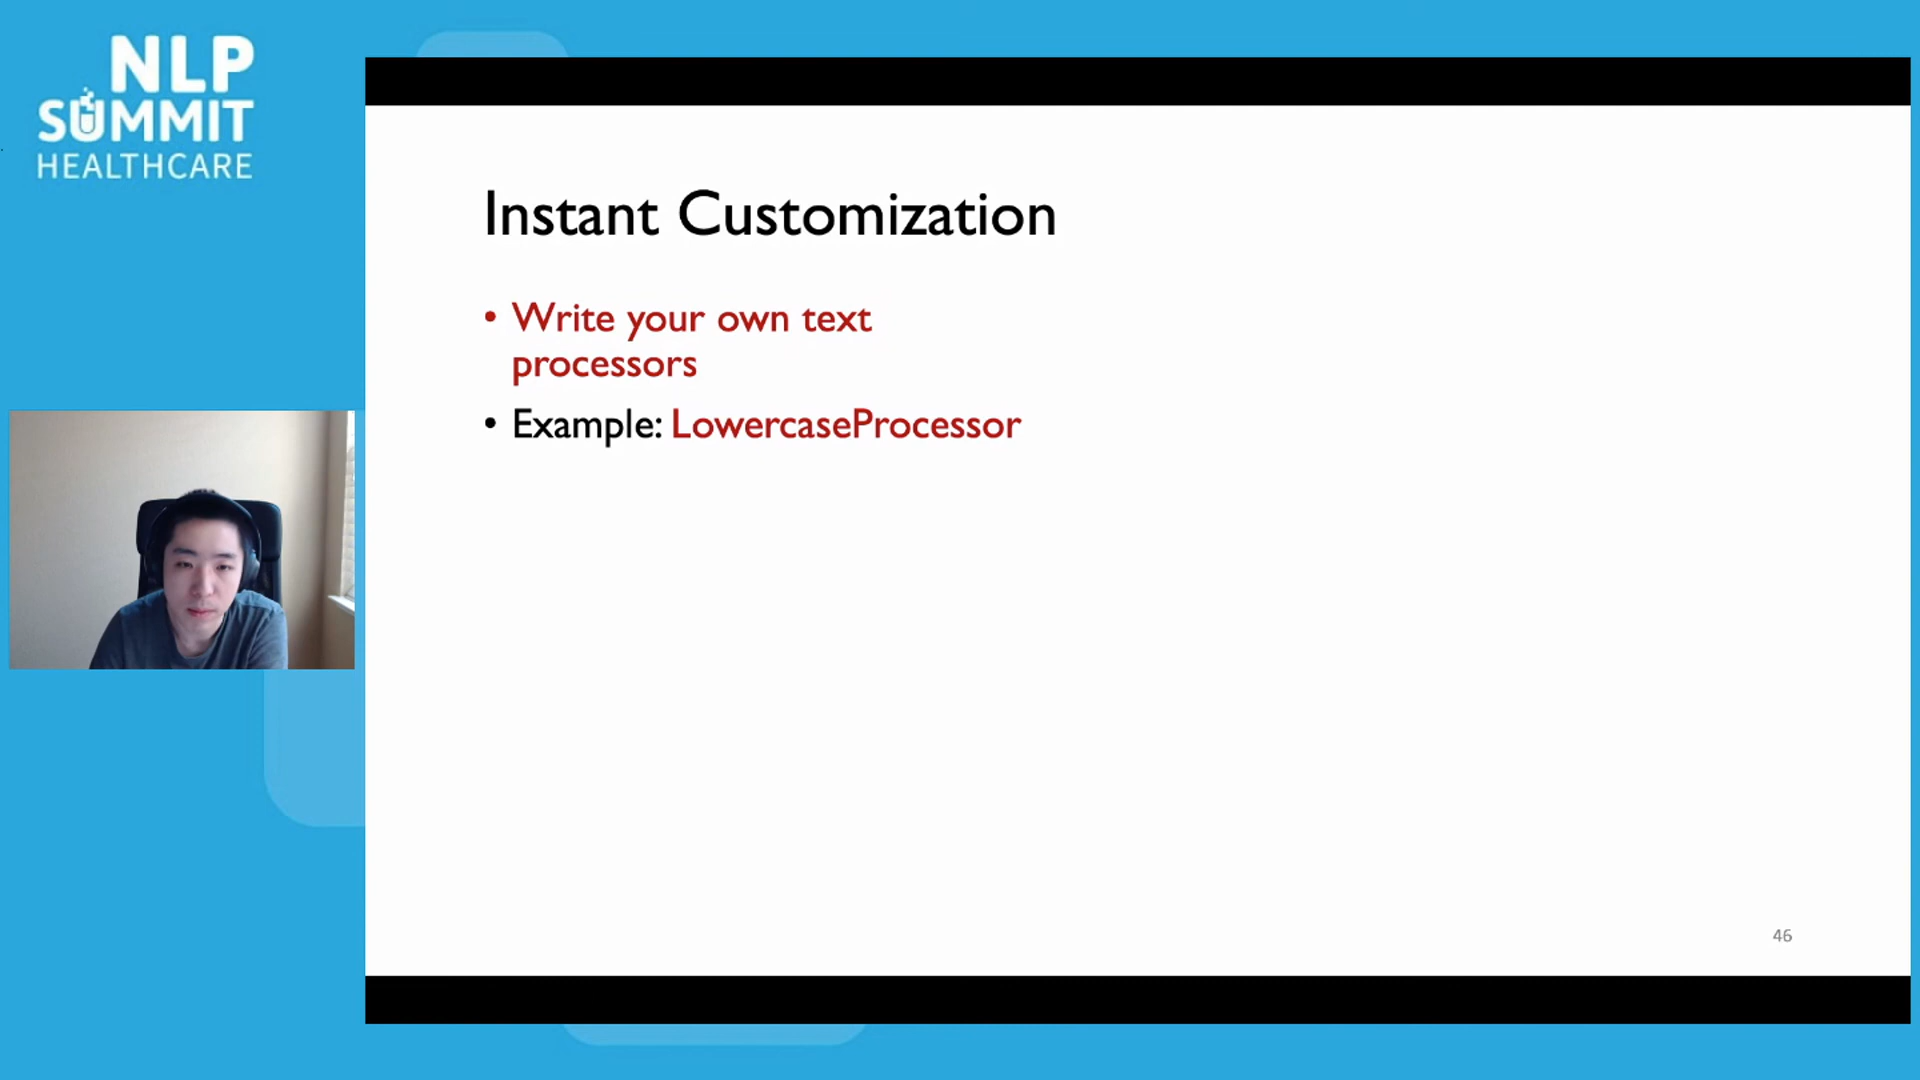 NLP
SUMMIT
HEALTHCARE
Instant Customization
• Write your own text
processors
• Example: LowercaseProcessor
46